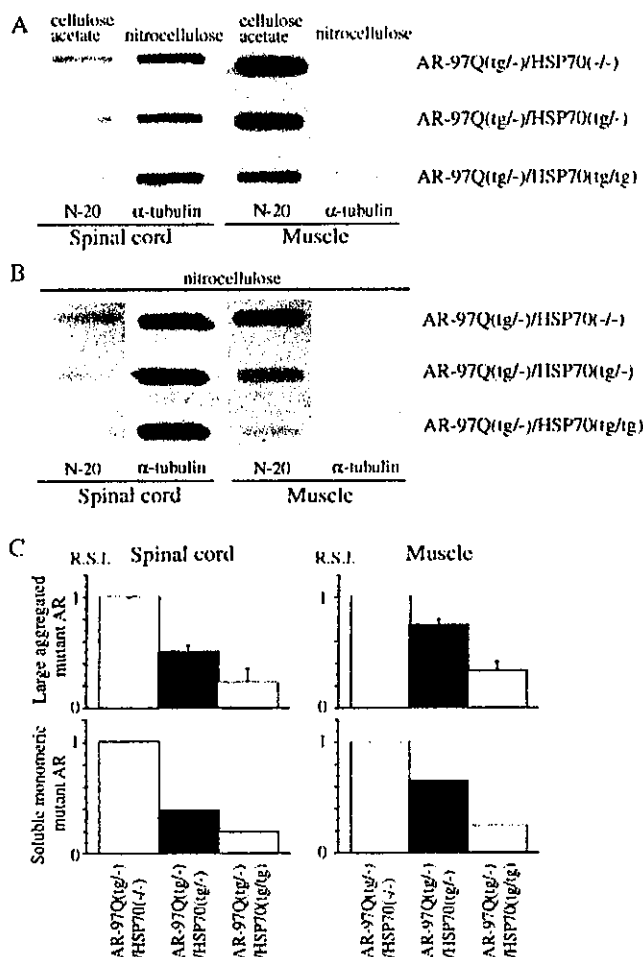 A
cellulose acetate nitrocellulose cellulose acetate nitrocellulose
AR-97Q(tg/-)/HSP70(-/-)
AR-97Q(tg/-)/HSP70(tg/-)
AR-97Q(tg/-)/HSP70(tg/tg)
N-20 α-tubulin N-20 α-tubulin
Spinal cord Muscle
B
nitrocellulose
AR-97Q(tg/-)/HSP70(-/-)
AR-97Q(tg/-)/HSP70(tg/-)
AR-97Q(tg/-)/HSP70(tg/tg)
N-20 α-tubulin N-20 α-tubulin
Spinal cord Muscle
C
R.S.I. Spinal cord R.S.I. Muscle
Large aggregated
mutant AR
1 1
0 0
Soluble monomeric
mutant AR
1 1
0 0
AR-97Q(tg/-)
/HSP70(-/-)
AR-97Q(tg/-)
/HSP70(tg/-)
AR-97Q(tg/-)
/HSP70(tg/tg)
AR-97Q(tg/-)
/HSP70(-/-)
AR-97Q(tg/-)
/HSP70(tg/-)
AR-97Q(tg/-)
/HSP70(tg/tg)